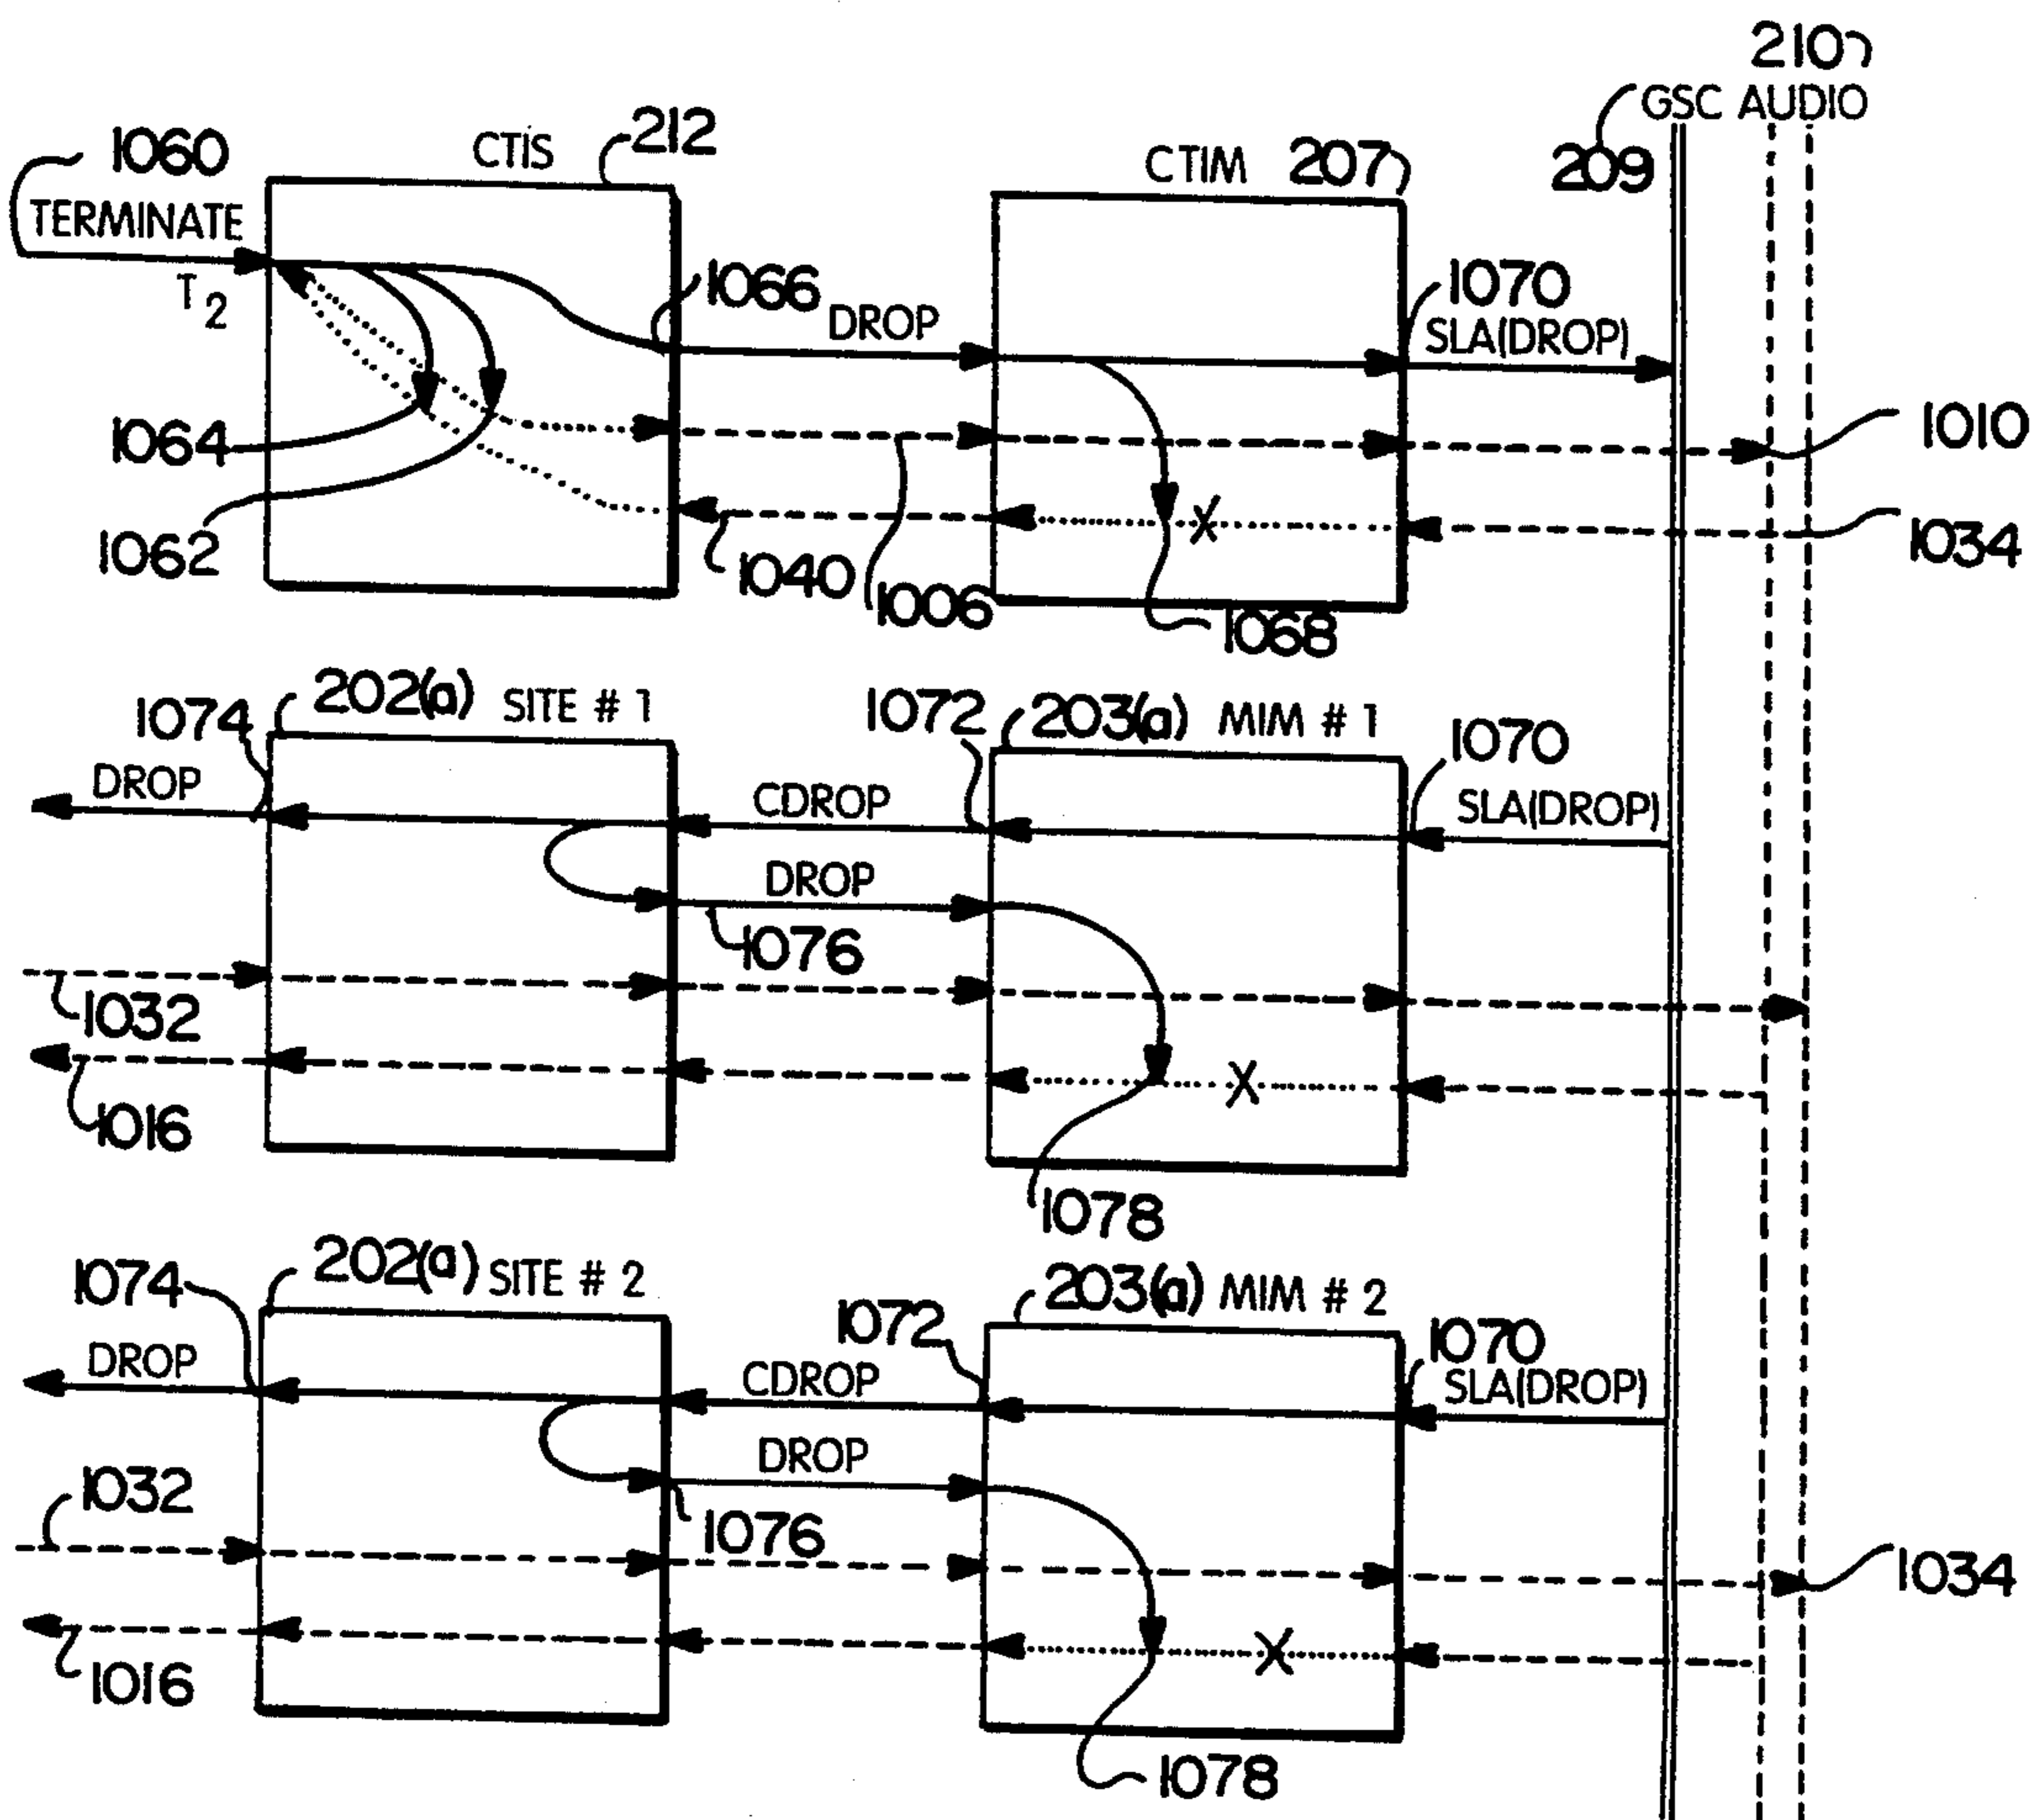 210
GSC AUDIO
209
1060
CTIS
212
CTIM
207
TERMINATE
T2
1066
DROP
1070
SLA(DROP)
1064
1010
1062
1040
1006
1034
1068
1074
202(a) SITE # 1
1072
203(a) MIM # 1
1070
DROP
CDROP
SLA(DROP)
DROP
1076
1032
1016
1078
1074
202(a) SITE # 2
1072
203(a) MIM # 2
1070
DROP
CDROP
SLA(DROP)
DROP
1032
1076
1034
X
X
X
1016
1078